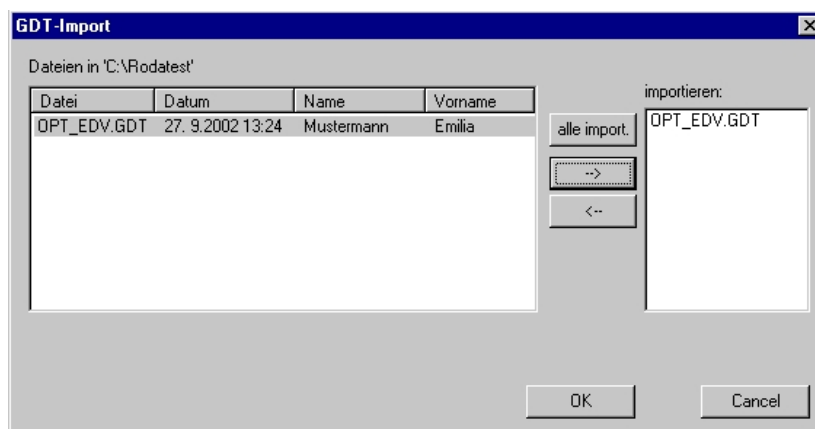 GDT-Import
Dateien in 'C:\Rodatest'
Datei Datum Name Vorname
OPT_EDV.GDT 27. 9.2002 13:24 Mustermann Emilia
alle import.
-->
<--
importieren:
OPT_EDV.GDT
OK Cancel